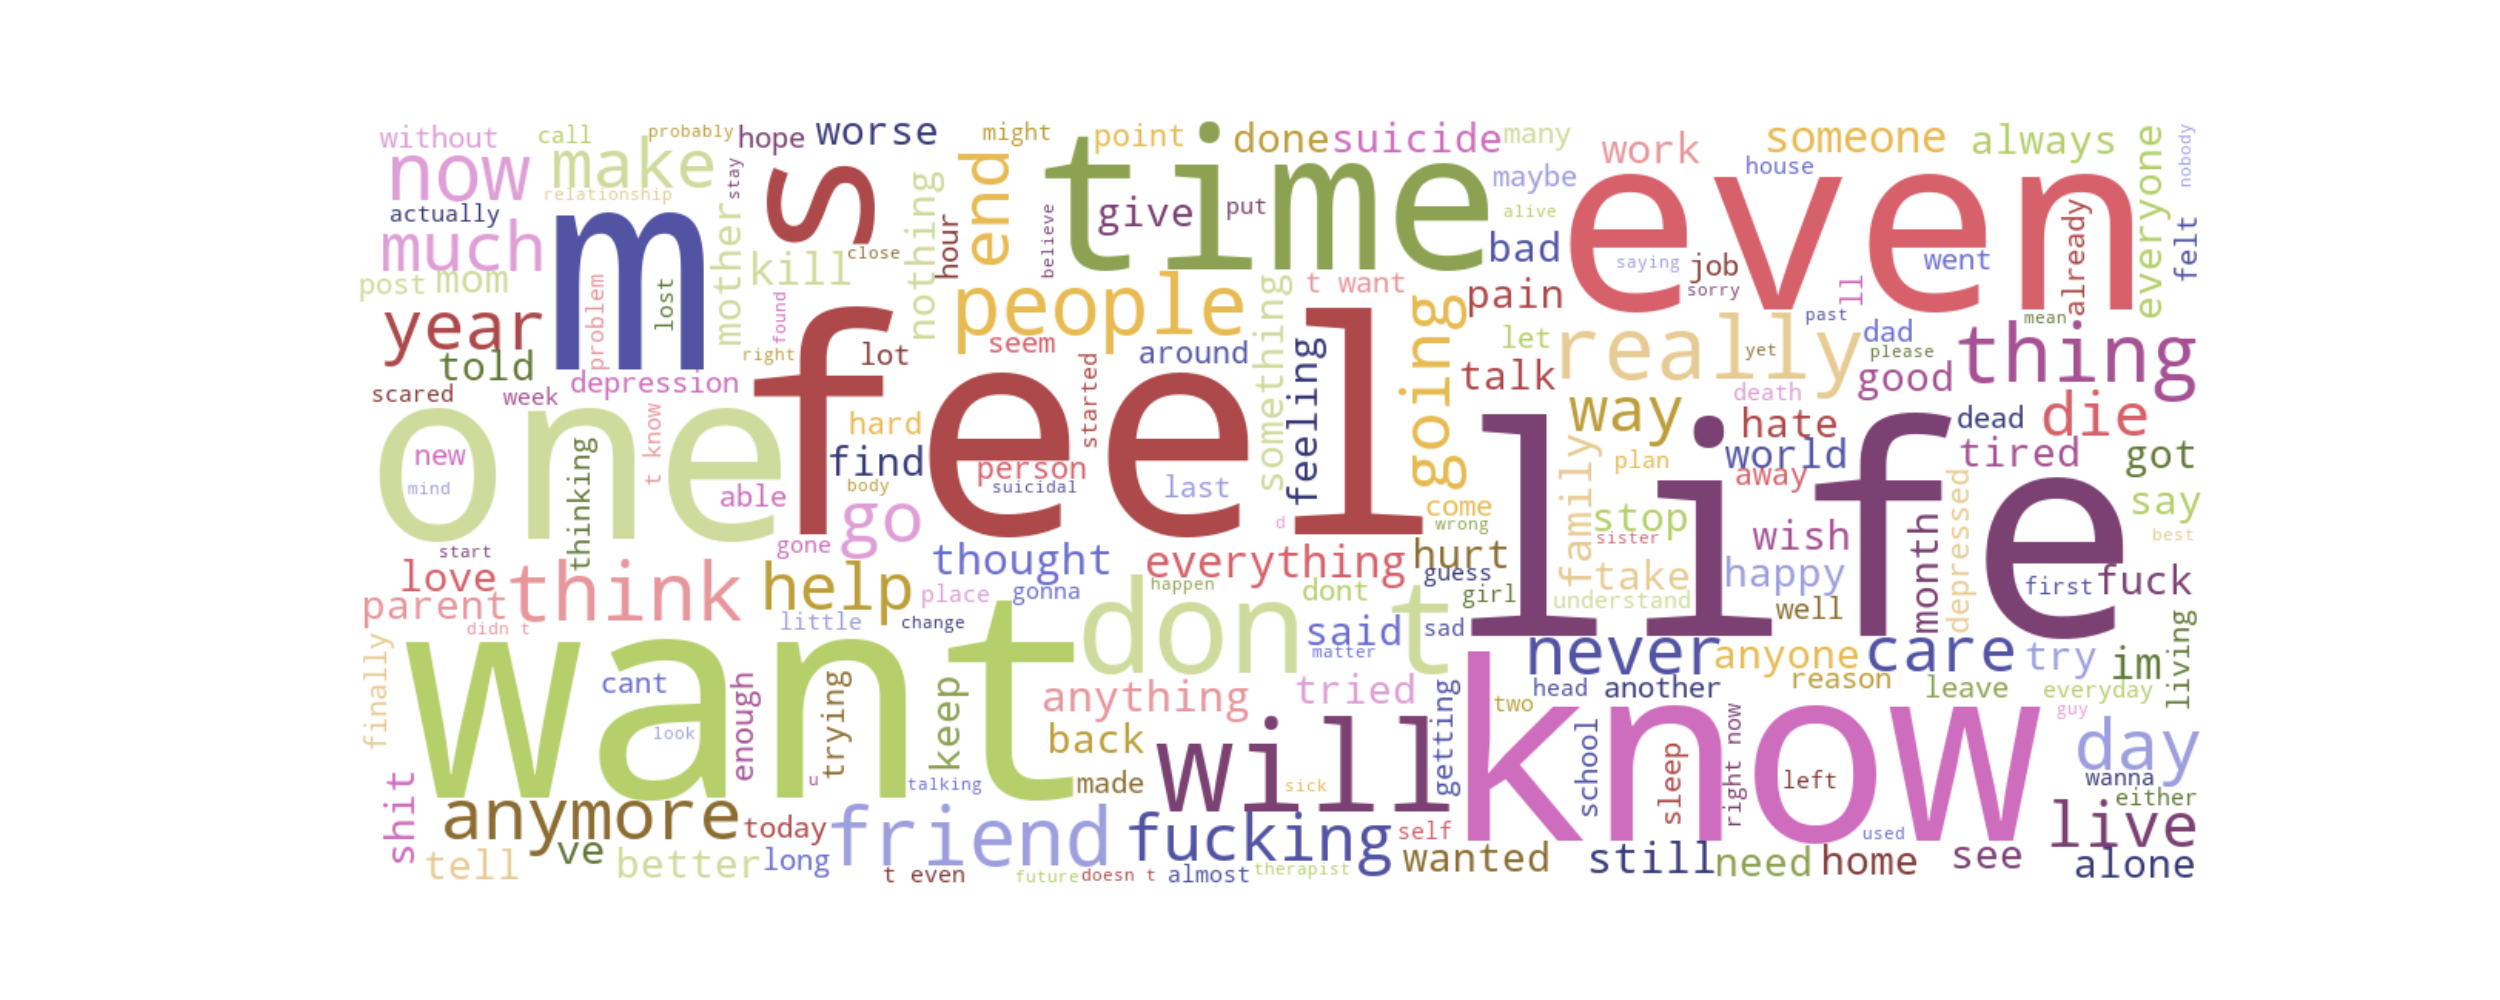 without
call
probably
hope
worse
might
point
done
suicide
many
work
someone
always
everyone
nobody
now
make
relationship
stay
s
nothing
hour
end
time
give
put
believe
maybe
alive
bad
even
house
already
felt
actually
much
m
mother
kill
close
post
mom
problem
lost
found
people
something
t want
pain
saying
job
sorry
went
ll
past
mean
year
told
depression
right
lot
seem
around
started
feeling
going
let
talk
really
yet
dad
please
good
thing
scared
week
one
feel
death
way
hate
dead
die
new
mind
thinking
t know
able
hard
find
body
person
suicidal
last
d
come
wrong
family
plan
world
away
tired
got
life
stop
sister
wish
month
depressed
say
best
start
gone
go
thought
everything
hurt
guess
girl
take
understand
happy
well
first
fuck
love
parent
think
didn t
help
place
gonna
happen
little
change
dont
don t
said
matter
sad
never
anyone
care
try
im
living
finally
want
cant
look
enough
trying
u
keep
talking
anything
tried
back
made
will
sick
getting
know
head
another
two
reason
leave
everyday
guy
school
sleep
right now
left
used
day
wanna
either
live
shit
anymore
tell
ve
today
better
long
friend
t even
fucking
future
doesn t
almost
therapist
self
wanted
still
need
home
see
alone